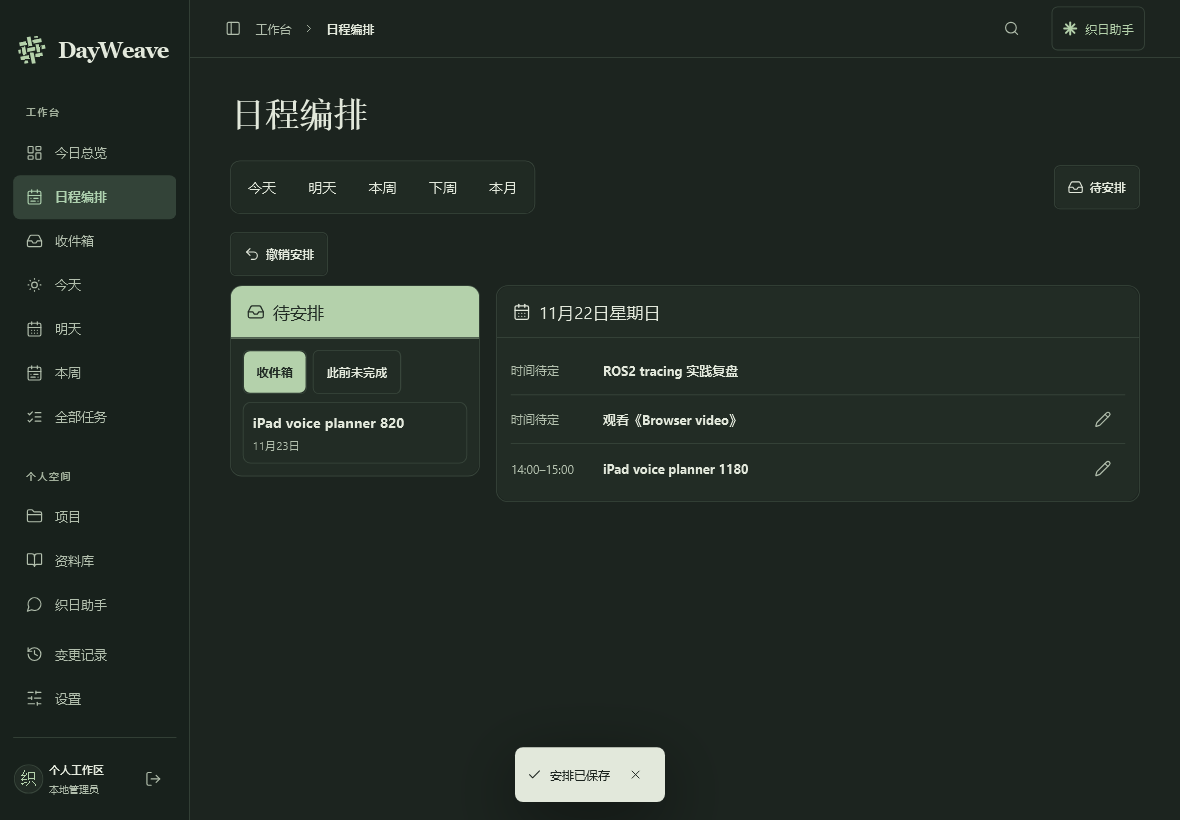 DayWeave
工作台
今日总览
日程编排
收件箱
今天
明天
本周
全部任务
个人空间
项目
资料库
织日助手
变更记录
设置
织
个人工作区
本地管理员
工作台
日程编排
织日助手
日程编排
今天
明天
本周
下周
本月
待安排
撤销安排
待安排
收件箱
此前未完成
iPad voice planner 820
11月23日
11月22日星期日
时间待定 ROS2 tracing 实践复盘
时间待定 观看《Browser video》
14:00–15:00 iPad voice planner 1180
安排已保存